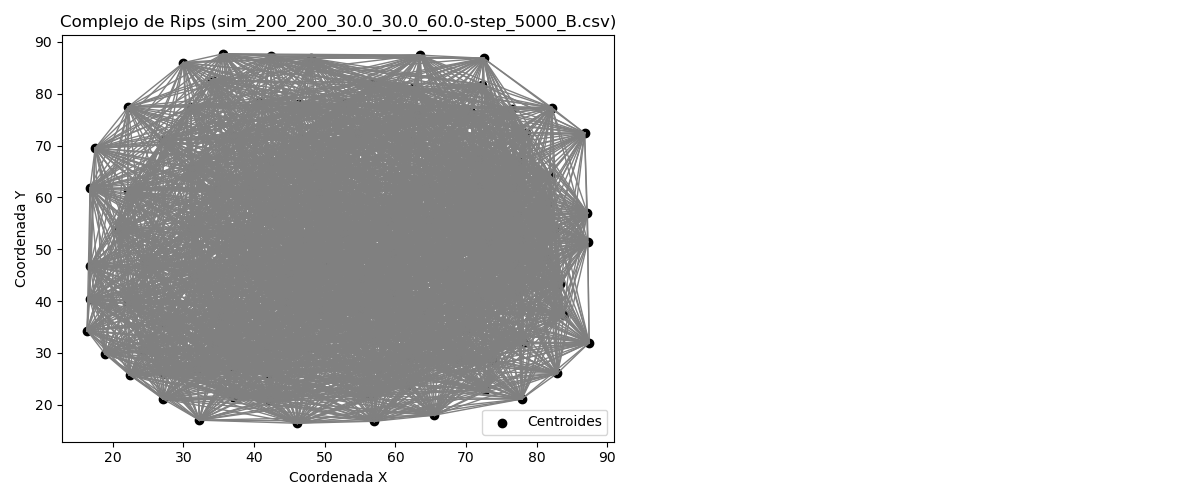 Complejo de Rips (sim_200_200_30.0_30.0_60.0-step_5000_B.csv)
90
80
70
60
50
40
30
20
Coordenada Y
Centroides
20 30 40 50 60 70 80 90
Coordenada X